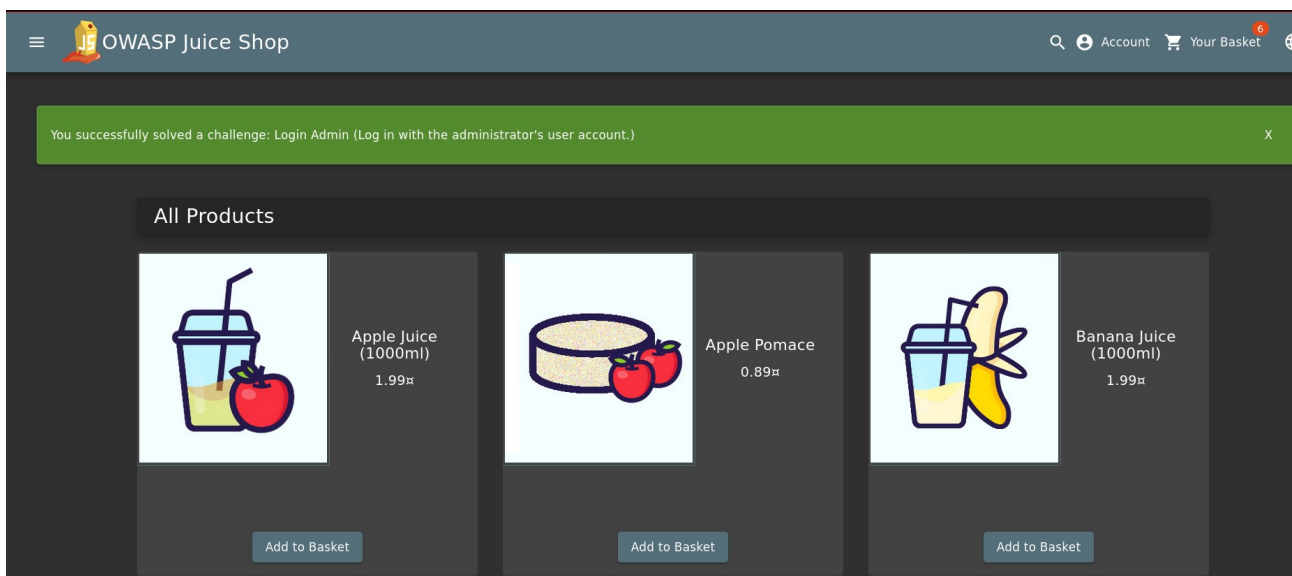 JS OWASP Juice Shop Account Your Basket 6
You successfully solved a challenge: Login Admin (Log in with the administrator's user account.) X
All Products
Apple Juice
(1000ml)
1.99¤
Add to Basket
Apple Pomace
0.89¤
Add to Basket
Banana Juice
(1000ml)
1.99¤
Add to Basket